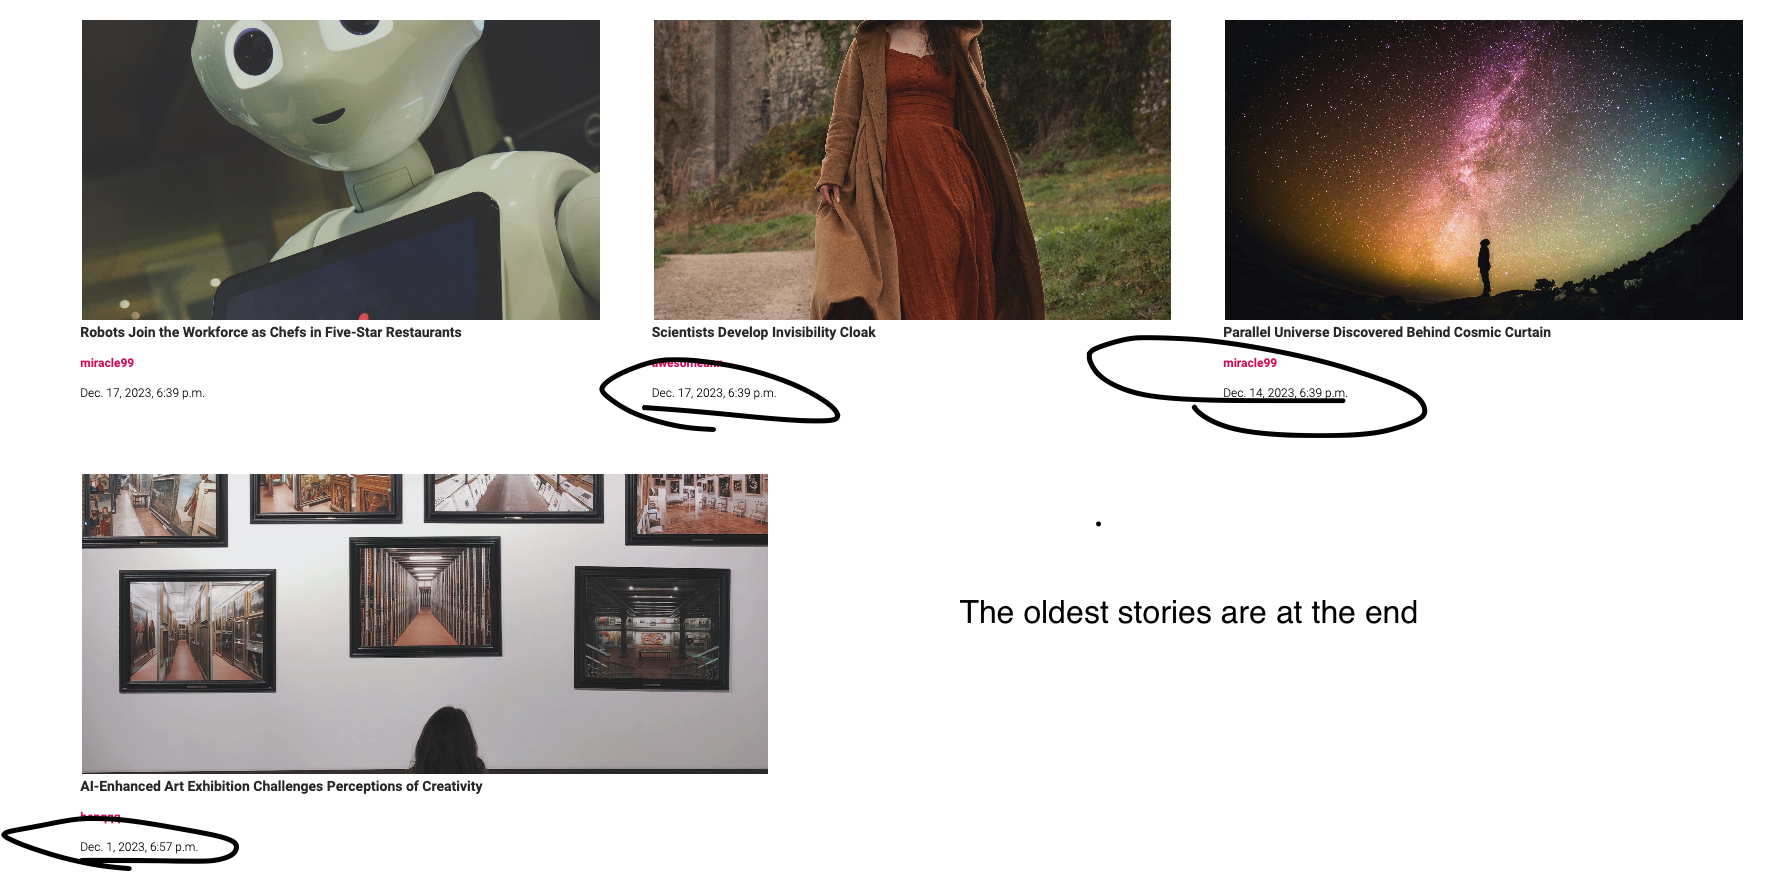 Robots Join the Workforce as Chefs in Five-Star Restaurants
miracle99
Dec. 17, 2023, 6:39 p.m.
Scientists Develop Invisibility Cloak
awesomeann
Dec. 17, 2023, 6:39 p.m.
Parallel Universe Discovered Behind Cosmic Curtain
miracle99
Dec. 14, 2023, 6:39 p.m.
The oldest stories are at the end
AI-Enhanced Art Exhibition Challenges Perceptions of Creativity
Dec. 1, 2023, 6:57 p.m.